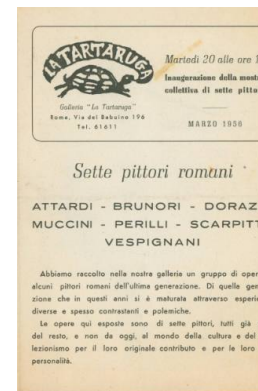 LA TARTARUGA
Galleria "La Tartaruga"
Roma, Via del Babuino 196
Tel. 61611
Martedì 20 alle ore 1
Inaugurazione della most
collettiva di sette pitto
MARZO 1956
Sette pittori romani
ATTARDI - BRUNORI - DORAZ
MUCCINI - PERILLI - SCARPITT
VESPIGNANI
Abbiamo raccolto nella nostra galleria un gruppo di oper
alcuni pittori romani dell'ultima generazione. Di quella gen
zione che in questi anni si è maturata attraverso esperi
diverse e spesso contrastanti e polemiche.
Le opere qui esposte sono di sette pittori, tutti già
del resto, e non da oggi, al mondo della cultura e del
lezionismo per il loro originale contributo e per le loro
personalità.